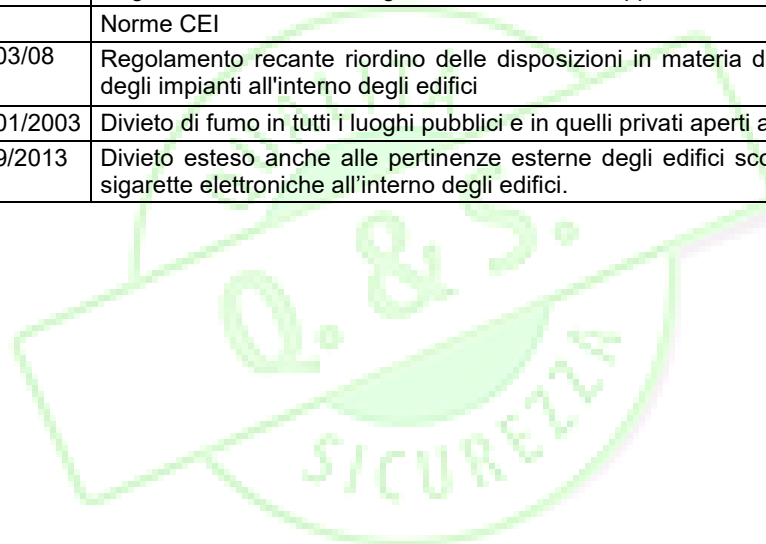 Norme CEI
03/08 Regolamento recante riordino delle disposizioni in materia d
degli impianti all'interno degli edifici
01/2003 Divieto di fumo in tutti i luoghi pubblici e in quelli privati aperti a
9/2013 Divieto esteso anche alle pertinenze esterne degli edifici sco
sigarette elettroniche all’interno degli edifici.
QUALITA
Q. & S.
SICUREZZA